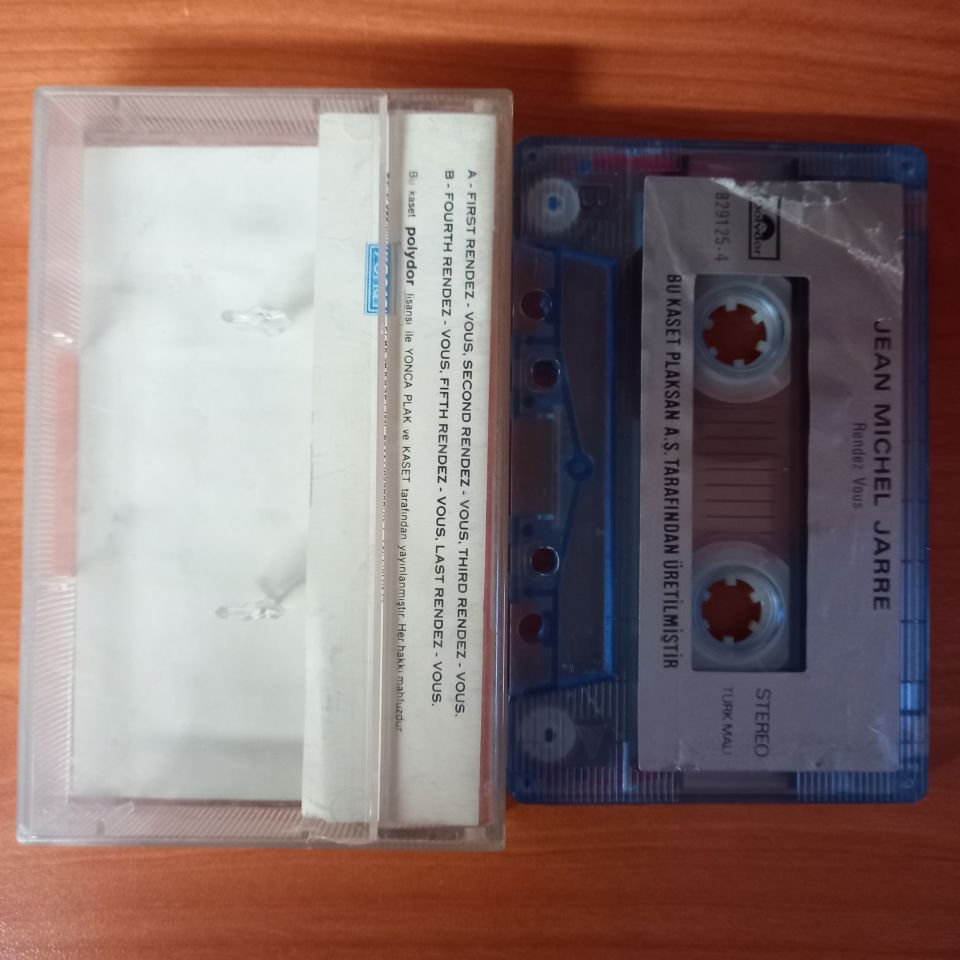 A - FIRST RENDEZ - VOUS, SECOND RENDEZ - VOUS, THIRD RENDEZ - VOUS.
B - FOURTH RENDEZ - VOUS, FIFTH RENDEZ - VOUS, LAST RENDEZ - VOUS.
Bu kaset polydor lisansı ile YONCA PLAK ve KASET tarafından yayınlanmıştır. Her hakkı mahfuzdur
JEAN MICHEL JARRE
Rendez Vous
polydor
829125-4
STEREO
TÜRK MALI
BU KASET PLAKSAN A.Ş. TARAFINDAN ÜRETİLMİŞTİR
B